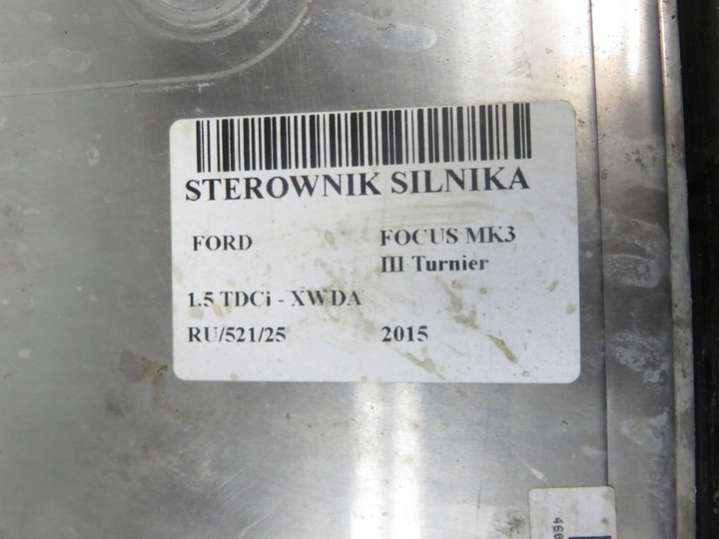 STEROWNIK SILNIKA
FORD FOCUS MK3
III Turnier
1.5 TDCi - XWDA
RU/521/25 2015